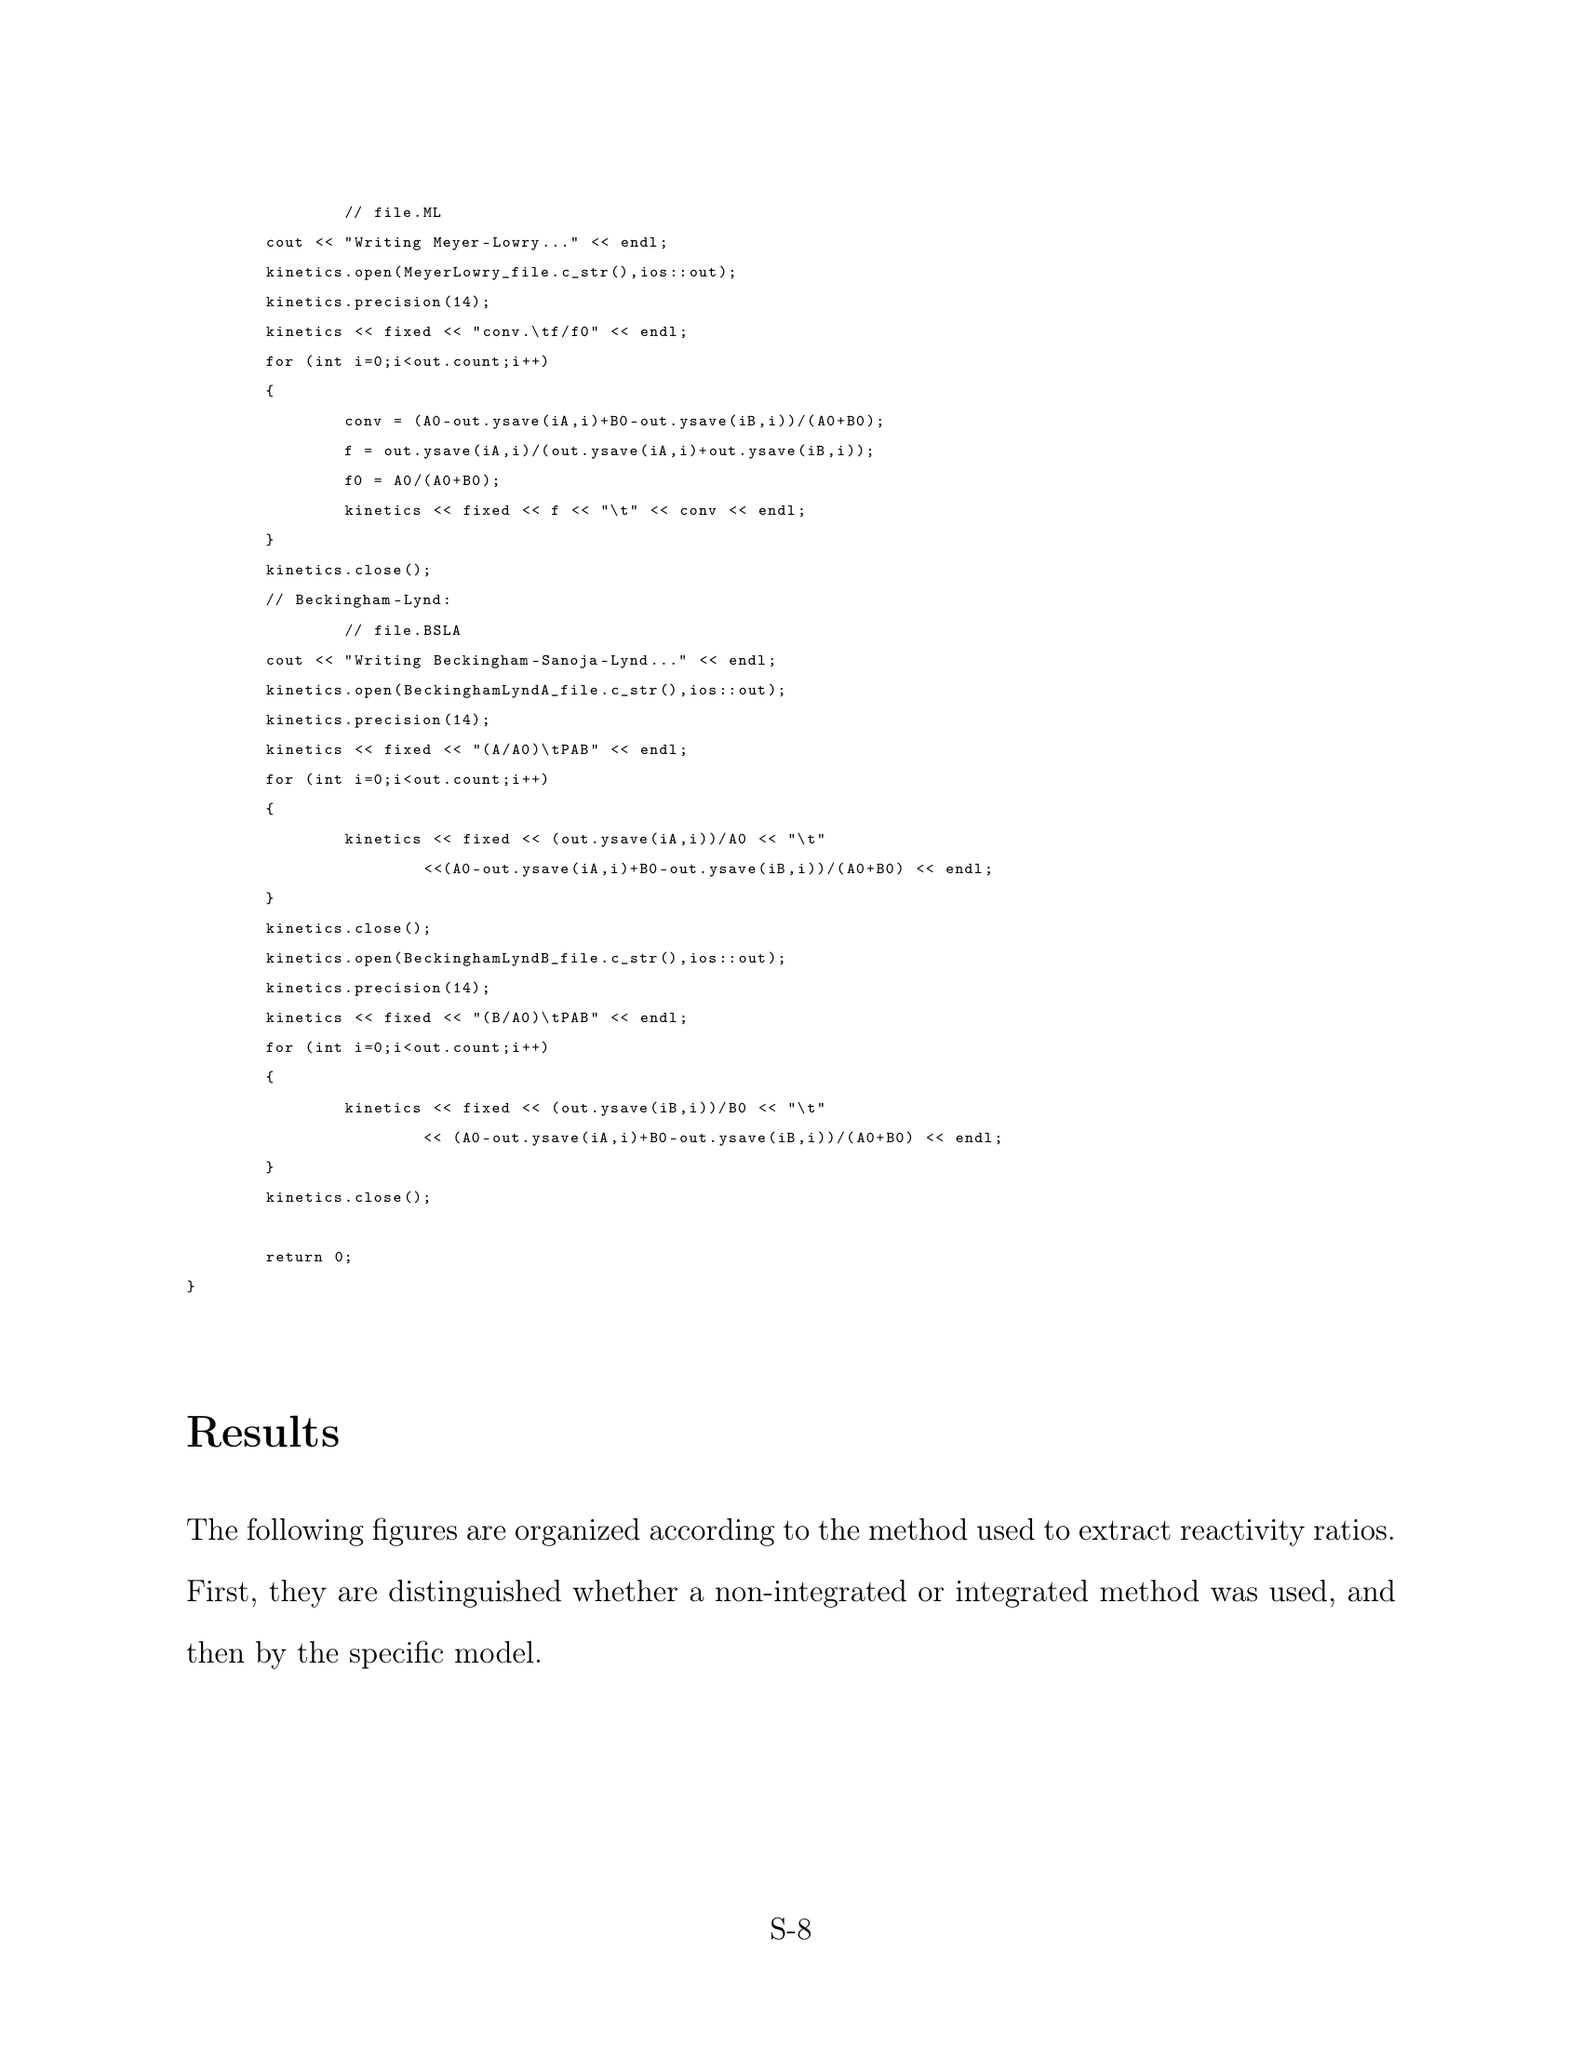 // file.ML
cout << "Writing Meyer-Lowry..." << endl;
kinetics.open(MeyerLowry_file.c_str(),ios::out);
kinetics.precision(14);
kinetics << fixed << "conv.\tf/f0" << endl;
for (int i=0;i<out.count;i++)
{
conv = (A0-out.ysave(iA,i)+B0-out.ysave(iB,i))/(A0+B0);
f = out.ysave(iA,i)/(out.ysave(iA,i)+out.ysave(iB,i));
f0 = A0/(A0+B0);
kinetics << fixed << f << "\t" << conv << endl;
}
kinetics.close();
// Beckingham-Lynd:
// file.BSLA
cout << "Writing Beckingham-Sanoja-Lynd..." << endl;
kinetics.open(BeckinghamLyndA_file.c_str(),ios::out);
kinetics.precision(14);
kinetics << fixed << "(A/A0)\tPAB" << endl;
for (int i=0;i<out.count;i++)
{
kinetics << fixed << (out.ysave(iA,i))/A0 << "\t"
<<(A0-out.ysave(iA,i)+B0-out.ysave(iB,i))/(A0+B0) << endl;
}
kinetics.close();
kinetics.open(BeckinghamLyndB_file.c_str(),ios::out);
kinetics.precision(14);
kinetics << fixed << "(B/A0)\tPAB" << endl;
for (int i=0;i<out.count;i++)
{
kinetics << fixed << (out.ysave(iB,i))/B0 << "\t"
<< (A0-out.ysave(iA,i)+B0-out.ysave(iB,i))/(A0+B0) << endl;
}
kinetics.close();
return 0;
}
Results
The following figures are organized according to the method used to extract reactivity ratios.
First, they are distinguished whether a non-integrated or integrated method was used, and
then by the specific model.
S-8